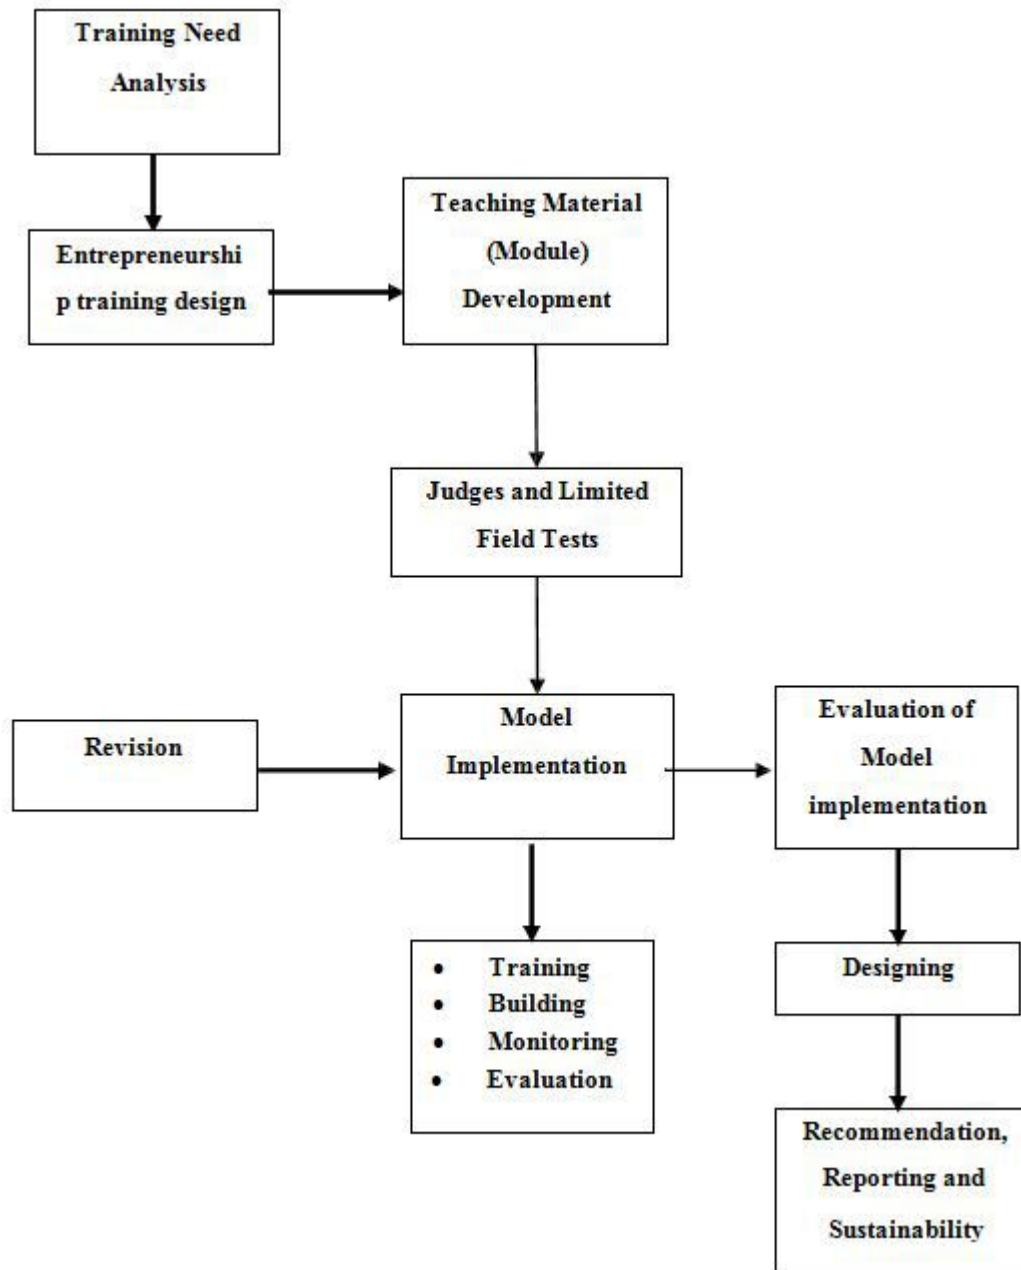 Training Need
Analysis
Entrepreneurshi
p training design
Teaching Material
(Module)
Development
Judges and Limited
Field Tests
Revision
Model
Implementation
Evaluation of
Model
implementation
• Training
• Building
• Monitoring
• Evaluation
Designing
Recommendation,
Reporting and
Sustainability